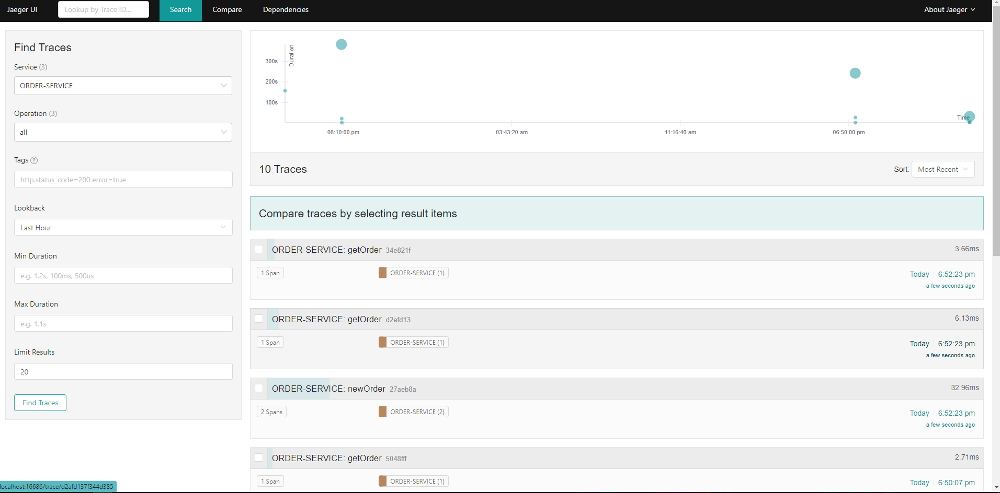 Jaeger UI
Lookup by Trace ID...
Search
Compare
Dependencies
About Jaeger
Find Traces
Service (3)
ORDER-SERVICE
Operation (3)
all
Tags ?
http.status_code=200 error=true
Lookback
Last Hour
Min Duration
e.g. 1.2s, 100ms, 500us
Max Duration
e.g. 1.1s
Limit Results
20
Find Traces
Duration
300s
200s
100s
Time
08:10:00 pm
03:43:20 am
11:16:40 am
06:50:00 pm
10 Traces
Sort: Most Recent
Compare traces by selecting result items
ORDER-SERVICE: getOrder 34e821f 3.66ms
1 Span ORDER-SERVICE (1) Today 6:52:23 pm
a few seconds ago
ORDER-SERVICE: getOrder d2afd13 6.13ms
1 Span ORDER-SERVICE (1) Today 6:52:23 pm
a few seconds ago
ORDER-SERVICE: newOrder 27aeb8a 32.96ms
2 Spans ORDER-SERVICE (2) Today 6:52:23 pm
a few seconds ago
ORDER-SERVICE: getOrder 5048fff 2.71ms
1 Span ORDER-SERVICE (1) Today 6:50:07 pm
localhost:16686/trace/d2afd137f344d385